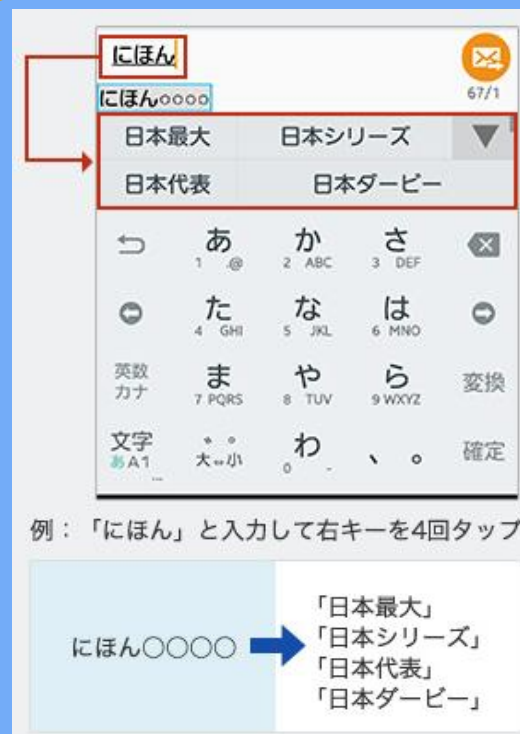 にほん
67/1
にほん○○○○
日本最大 日本シリーズ ▼
日本代表 日本ダービー
あ か さ
1 .@ 2 ABC 3 DEF
た な は
4 GHI 5 JKL 6 MNO
英数 カナ ま や ら 変換
7 PQRS 8 TUV 9 WXYZ
文字 あA1 ... 大⇔小 わ 、。 確定
0 -
例：「にほん」と入力して右キーを4回タップ
にほん○○○○
「日本最大」
「日本シリーズ」
「日本代表」
「日本ダービー」